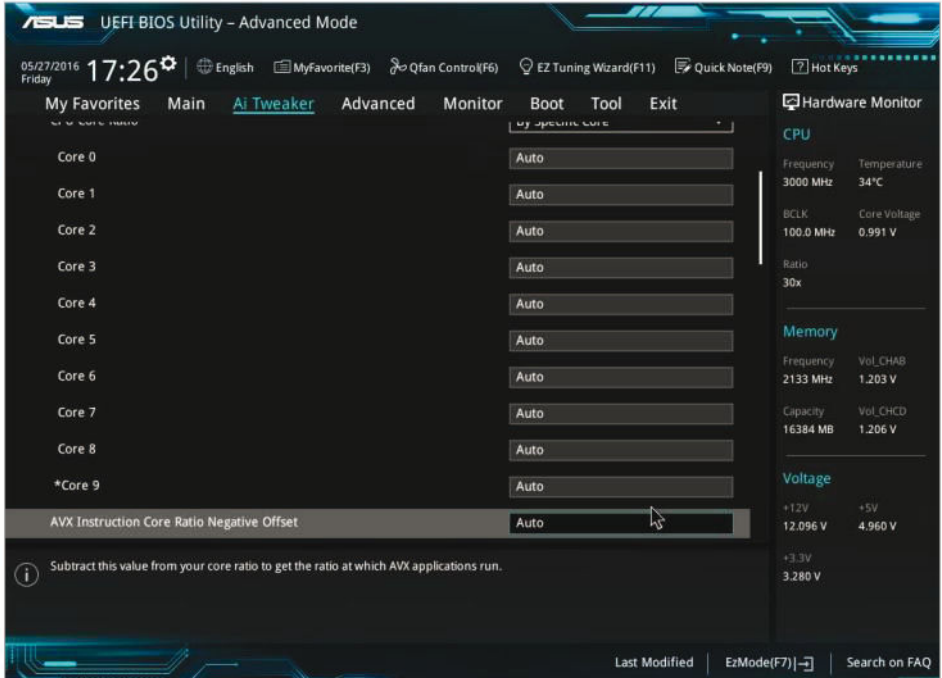 ASUS UEFI BIOS Utility – Advanced Mode
05/27/2016
Friday
17:26
English MyFavorite(F3) Qfan Control(F6) EZ Tuning Wizard(F11) Quick Note(F9) Hot Keys
My Favorites Main Ai Tweaker Advanced Monitor Boot Tool Exit
CPU Core Ratio By Specific Core
Core 0 Auto
Core 1 Auto
Core 2 Auto
Core 3 Auto
Core 4 Auto
Core 5 Auto
Core 6 Auto
Core 7 Auto
Core 8 Auto
*Core 9 Auto
AVX Instruction Core Ratio Negative Offset Auto
Subtract this value from your core ratio to get the ratio at which AVX applications run.
Hardware Monitor
CPU
Frequency Temperature
3000 MHz 34°C
BCLK Core Voltage
100.0 MHz 0.991 V
Ratio
30x
Memory
Frequency Vol_CHAB
2133 MHz 1.203 V
Capacity Vol_CHCD
16384 MB 1.206 V
Voltage
+12V +5V
12.096 V 4.960 V
+3.3V
3.280 V
Last Modified EzMode(F7) Search on FAQ